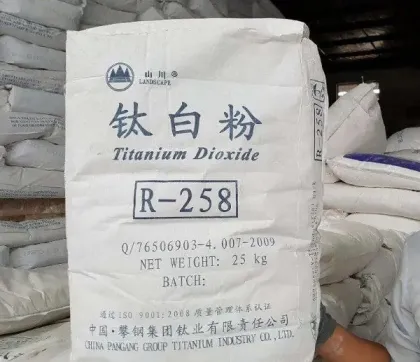 山川 ®
LANDSCAPE
钛白粉
Titanium Dioxide
R-258
Q/76506903-4.007-2009
NET WEIGHT: 25 kg
BATCH:
通过ISO 9001:2008 质量管理体系认证
中国·攀钢集团钛业有限责任公司
CHINA PANGANG GROUP TITANIUM INDUSTRY CO., LTD.
R-258